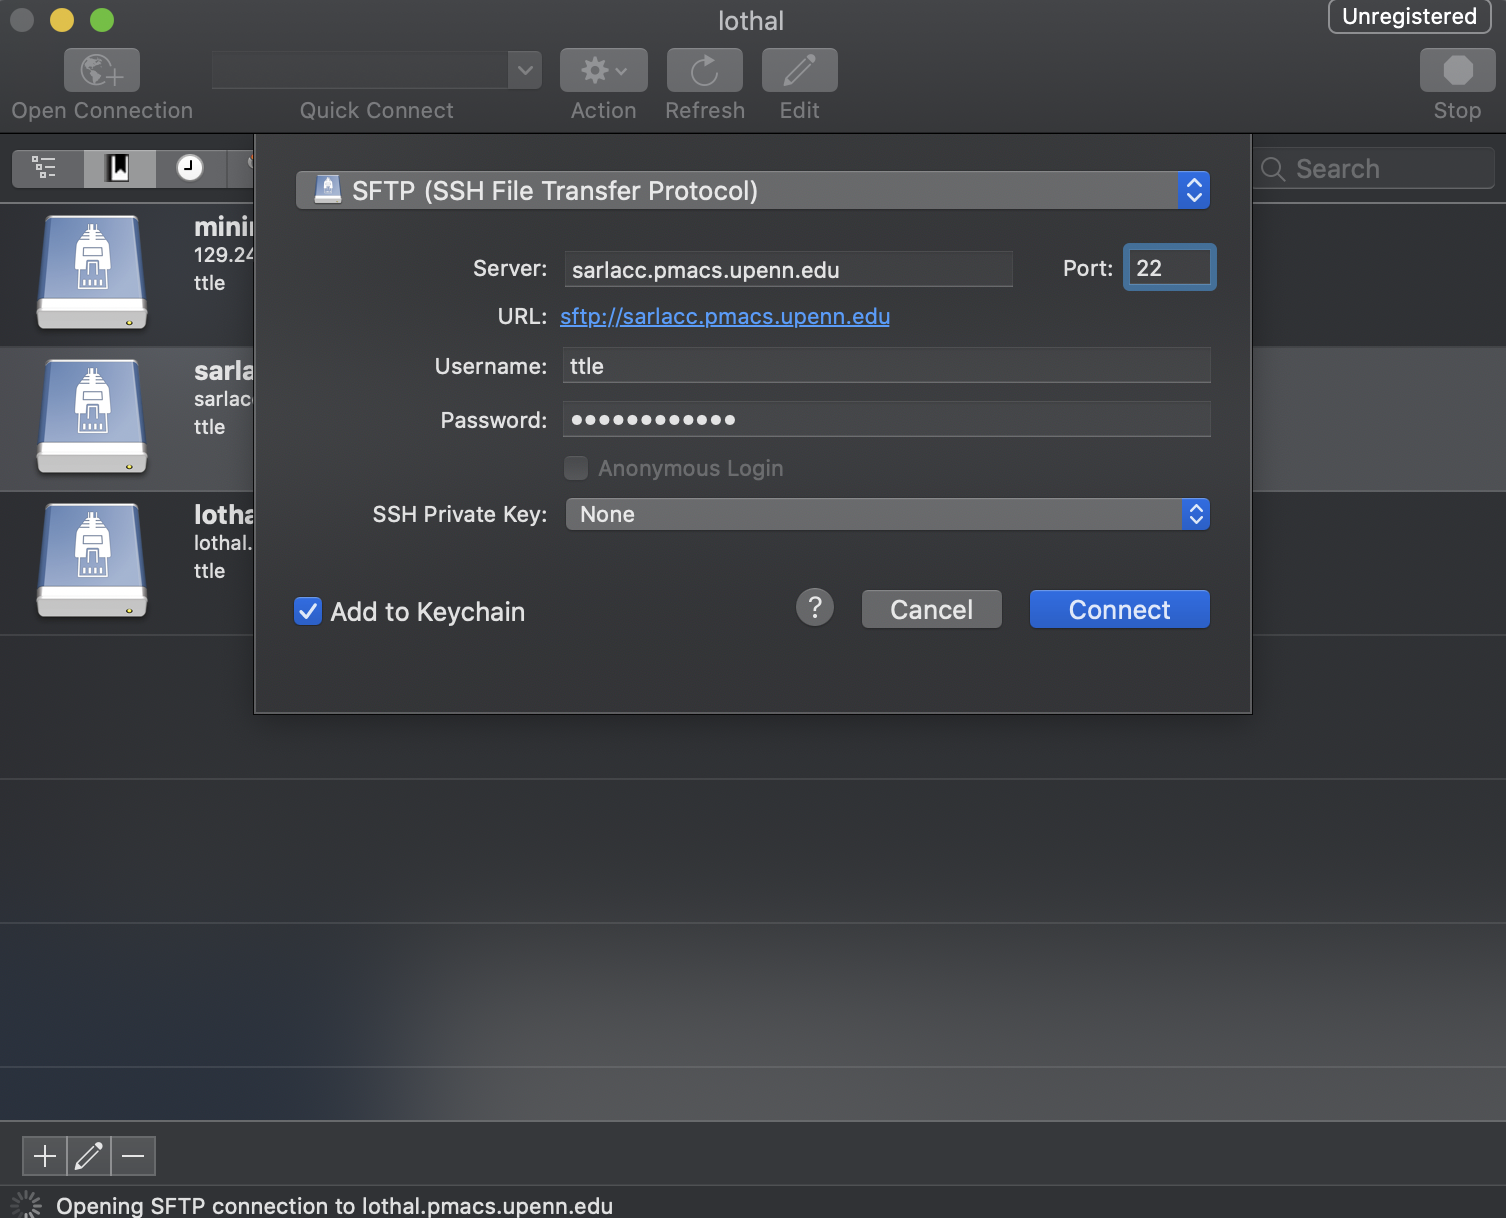 lothal
Unregistered
Open Connection
Quick Connect
Action
Refresh
Edit
Stop
Search
SFTP (SSH File Transfer Protocol)
Server: sarlacc.pmacs.upenn.edu Port: 22
URL: sftp://sarlacc.pmacs.upenn.edu
Username: ttle
Password: ●●●●●●●●●●●●
Anonymous Login
SSH Private Key: None
Add to Keychain
? Cancel Connect
129.24
ttle
sarla
sarlac
ttle
lotha
lothal.
ttle
Opening SFTP connection to lothal.pmacs.upenn.edu